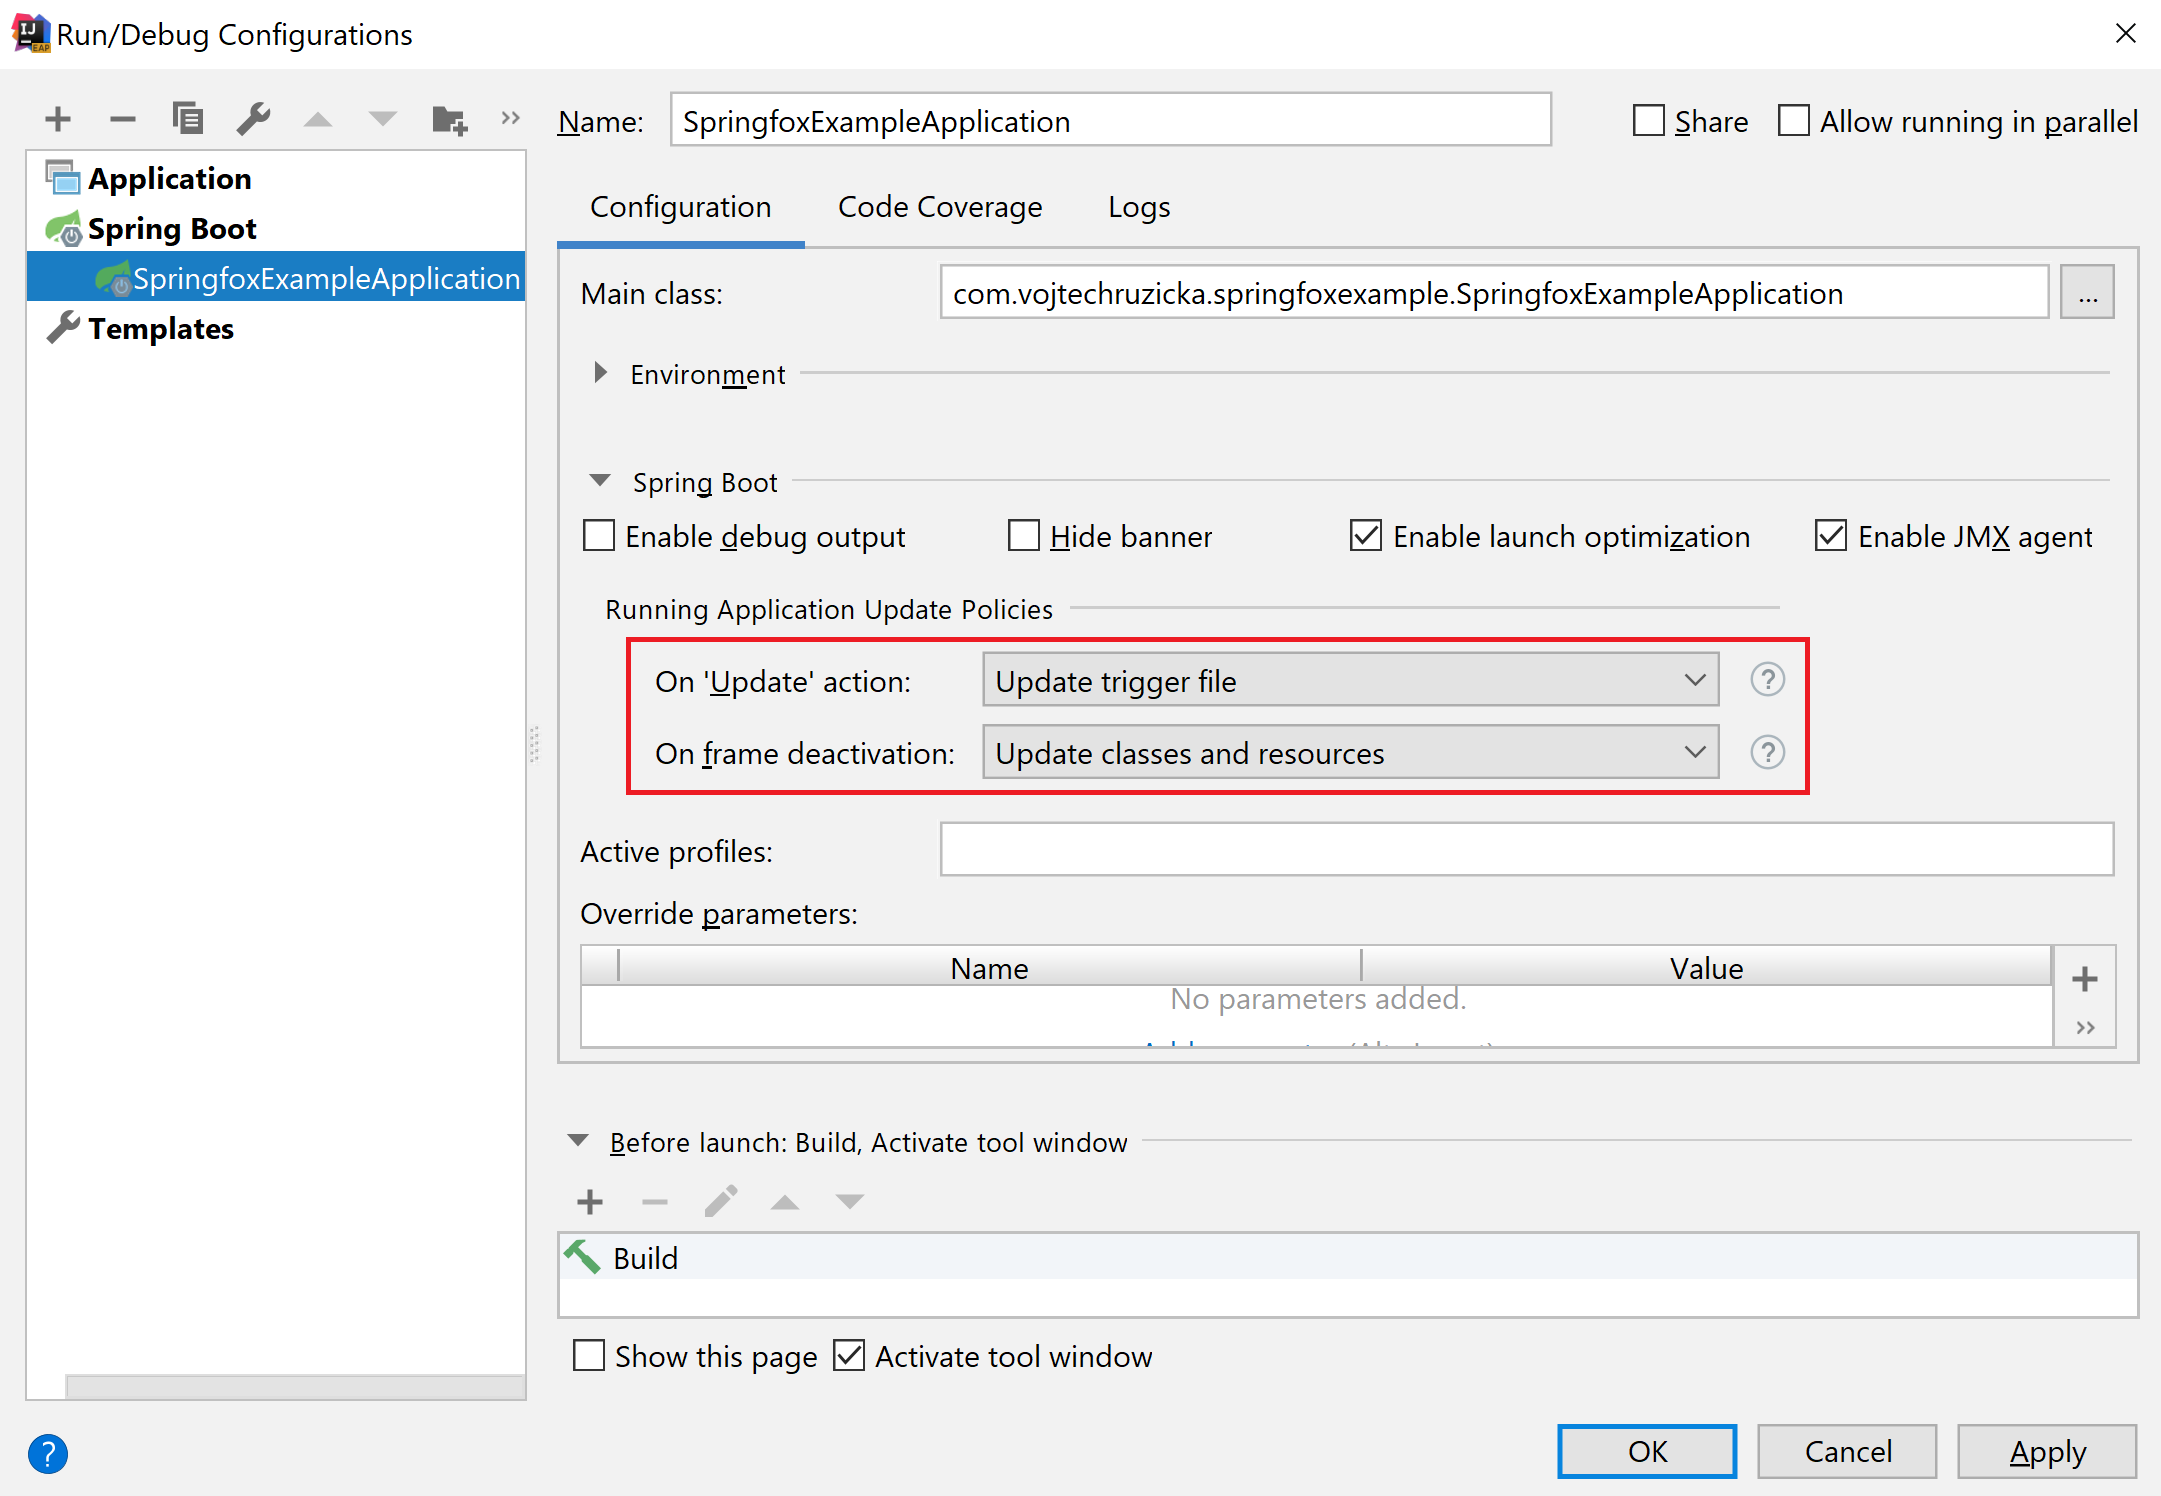 Run/Debug Configurations
Name: SpringfoxExampleApplication Share Allow running in parallel
Application
Spring Boot
SpringfoxExampleApplication
Templates
Configuration Code Coverage Logs
Main class: com.vojtechruzicka.springfoxexample.SpringfoxExampleApplication ...
Environment
Spring Boot
Enable debug output Hide banner Enable launch optimization Enable JMX agent
Running Application Update Policies
On 'Update' action: Update trigger file ?
On frame deactivation: Update classes and resources ?
Active profiles:
Override parameters:
Name Value
No parameters added.
Before launch: Build, Activate tool window
Build
Show this page Activate tool window
? OK Cancel Apply